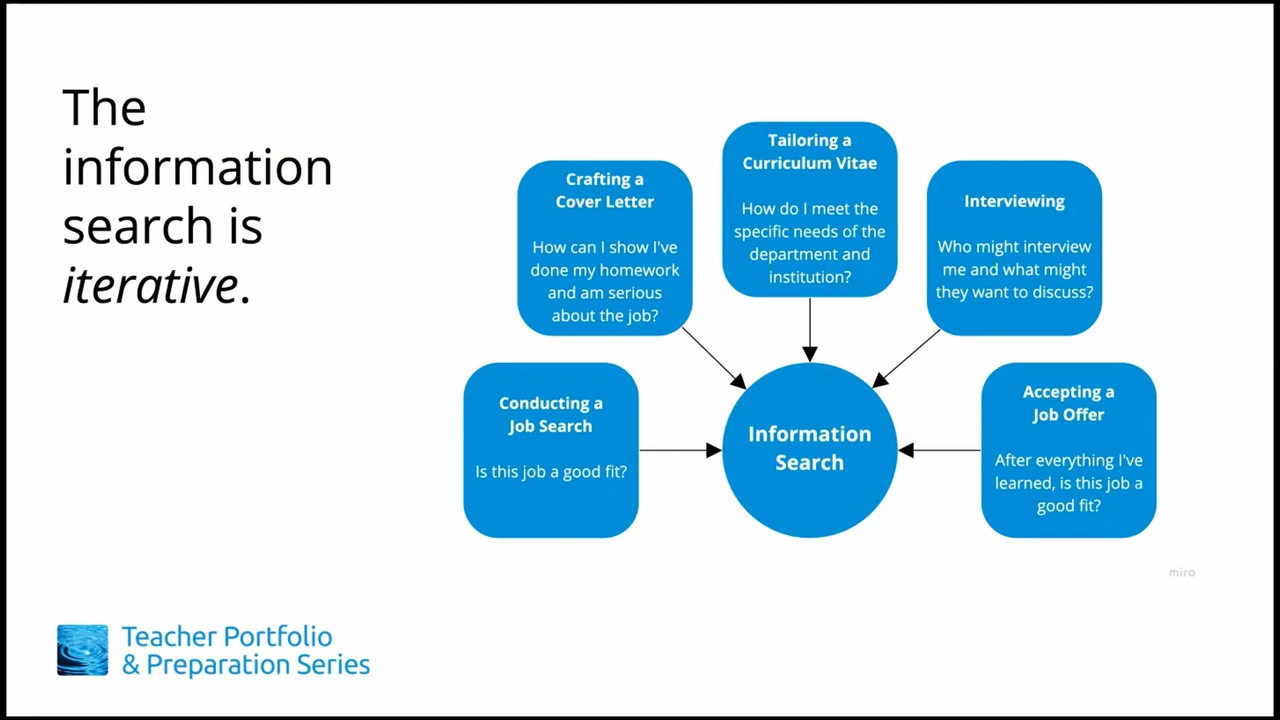 The
information
search is
iterative.
Tailoring a
Curriculum Vitae
How do I meet the
specific needs of the
department and
institution?
Crafting a
Cover Letter
How can I show I've
done my homework
and am serious
about the job?
Interviewing
Who might interview
me and what might
they want to discuss?
Conducting a
Job Search
Is this job a good fit?
Information
Search
Accepting a
Job Offer
After everything I've
learned, is this job a
good fit?
miro
Teacher Portfolio
& Preparation Series